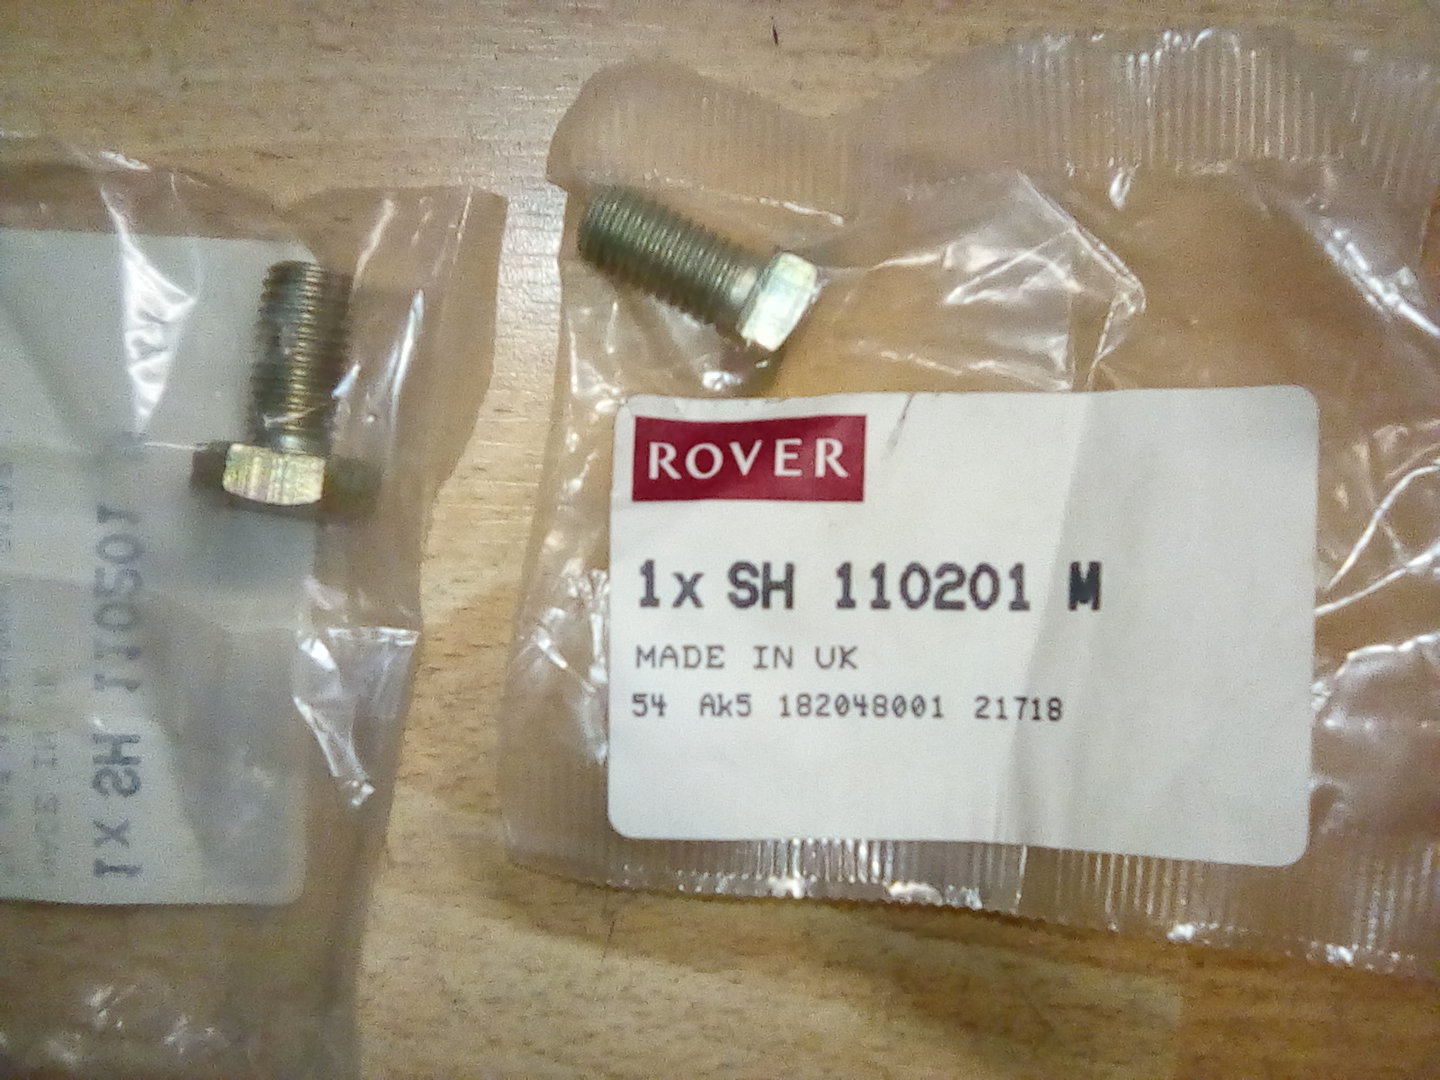 ROVER
1x SH 110201 M
MADE IN UK
54 Ak5 182048001 21718
1x SH 110201